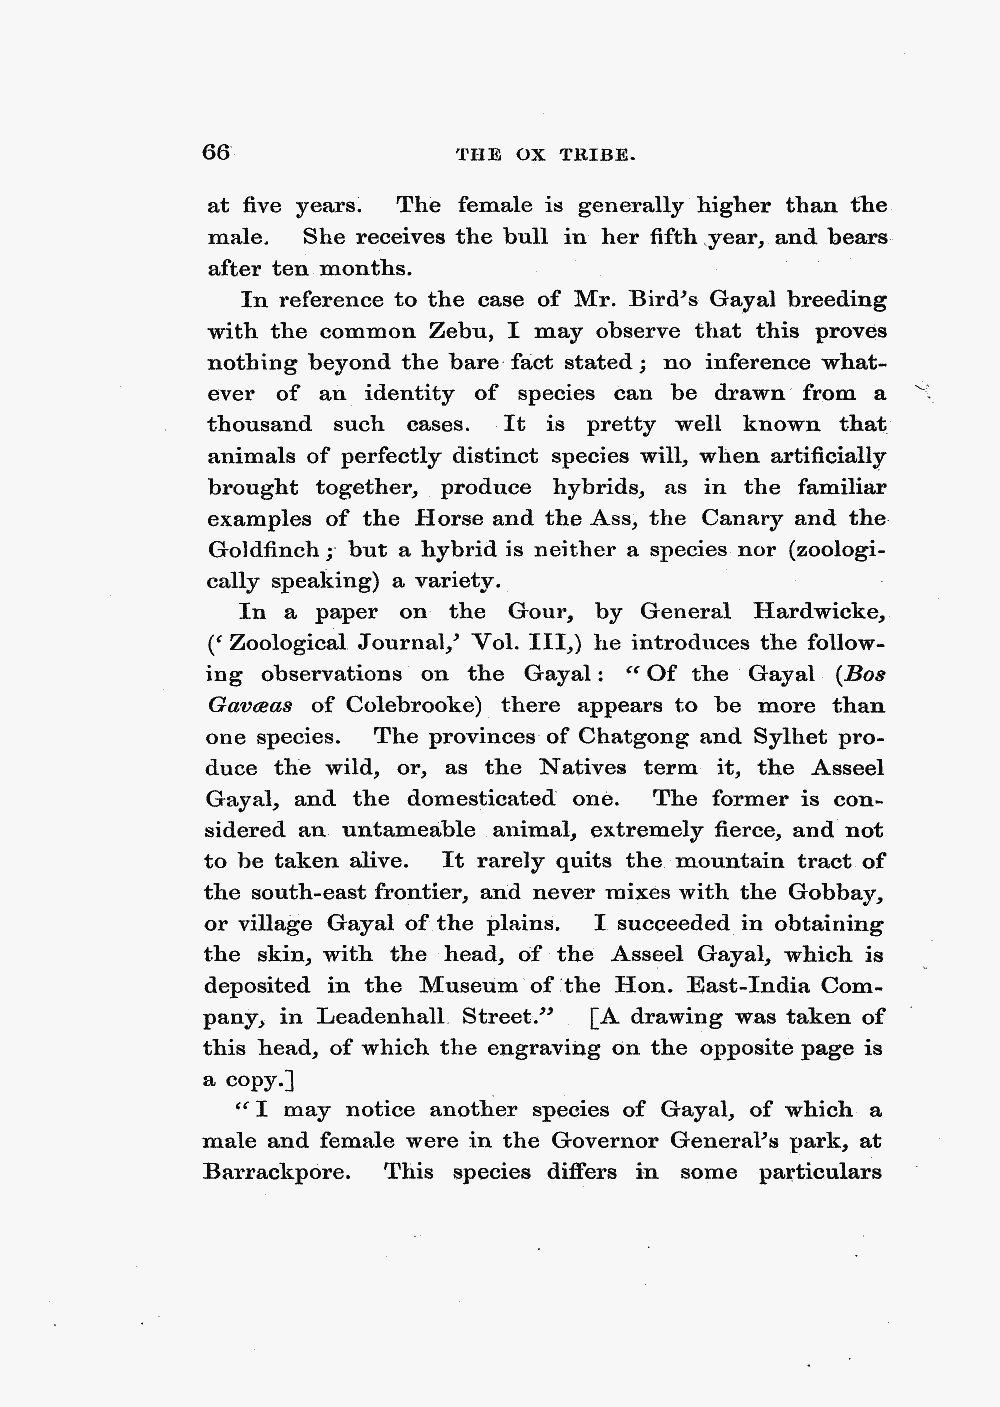 66 THE OX TRIBE.
at five years. The female is generally higher than the
male. She receives the bull in her fifth year, and bears
after ten months.
In reference to the case of Mr. Bird's Gayal breeding
with the common Zebu, I may observe that this proves
nothing beyond the bare fact stated; no inference what-
ever of an identity of species can be drawn from a
thousand such cases. It is pretty well known that
animals of perfectly distinct species will, when artificially
brought together, produce hybrids, as in the familiar
examples of the Horse and the Ass, the Canary and the
Goldfinch; but a hybrid is neither a species nor (zoologi-
cally speaking) a variety.
In a paper on the Gour, by General Hardwicke,
(‘Zoological Journal,’ Vol. III,) he introduces the follow-
ing observations on the Gayal: “Of the Gayal (Bos
Gavæas of Colebrooke) there appears to be more than
one species. The provinces of Chatgong and Sylhet pro-
duce the wild, or, as the Natives term it, the Asseel
Gayal, and the domesticated one. The former is con-
sidered an untameable animal, extremely fierce, and not
to be taken alive. It rarely quits the mountain tract of
the south-east frontier, and never mixes with the Gobbay,
or village Gayal of the plains. I succeeded in obtaining
the skin, with the head, of the Asseel Gayal, which is
deposited in the Museum of the Hon. East-India Com-
pany, in Leadenhall Street.” [A drawing was taken of
this head, of which the engraving on the opposite page is
a copy.]
“I may notice another species of Gayal, of which a
male and female were in the Governor General's park, at
Barrackpore. This species differs in some particulars